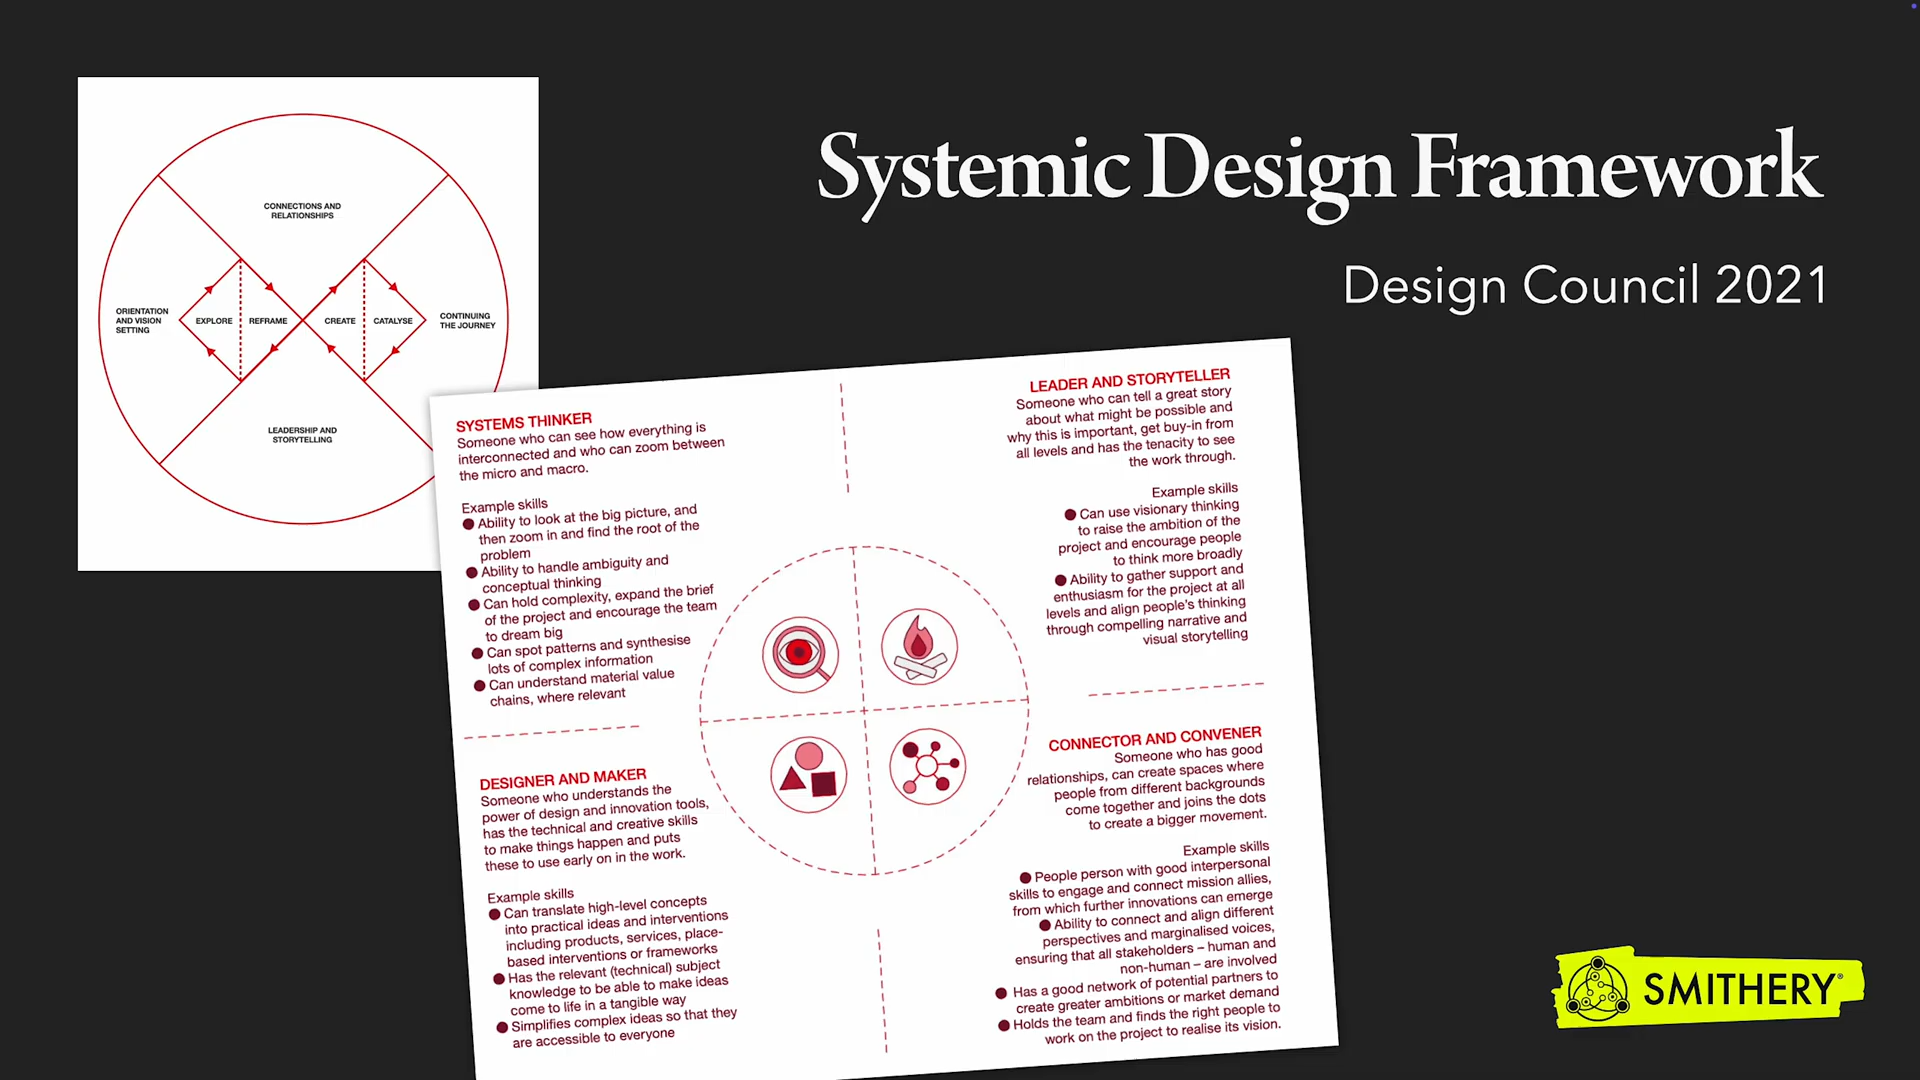 Systemic Design Framework
Design Council 2021
CONNECTIONS AND
RELATIONSHIPS
ORIENTATION
AND VISION
SETTING
EXPLORE
REFRAME
CREATE
CATALYSE
CONTINUING
THE JOURNEY
LEADERSHIP AND
STORYTELLING
SYSTEMS THINKER
Someone who can see how everything is
interconnected and who can zoom between
the micro and macro.
Example skills
Ability to look at the big picture, and
then zoom in and find the root of the
problem
Ability to handle ambiguity and
conceptual thinking
Can hold complexity, expand the brief
of the project and encourage the team
to dream big
Can spot patterns and synthesise
lots of complex information
Can understand material value
chains, where relevant
LEADER AND STORYTELLER
Someone who can tell a great story
about what might be possible and
why this is important, get buy-in from
all levels and has the tenacity to see
the work through.
Example skills
Can use visionary thinking
to raise the ambition of the
project and encourage people
to think more broadly
Ability to gather support and
enthusiasm for the project at all
levels and align people's thinking
through compelling narrative and
visual storytelling
DESIGNER AND MAKER
Someone who understands the
power of design and innovation tools,
has the technical and creative skills
to make things happen and puts
these to use early on in the work.
Example skills
Can translate high-level concepts
into practical ideas and interventions
including products, services, place-
based interventions or frameworks
Has the relevant (technical) subject
knowledge to be able to make ideas
come to life in a tangible way
Simplifies complex ideas so that they
are accessible to everyone
CONNECTOR AND CONVENER
Someone who has good
relationships, can create spaces where
people from different backgrounds
come together and joins the dots
to create a bigger movement.
Example skills
People person with good interpersonal
skills to engage and connect mission allies,
from which further innovations can emerge
Ability to connect and align different
perspectives and marginalised voices,
ensuring that all stakeholders – human and
non-human – are involved
Has a good network of potential partners to
create greater ambitions or market demand
Holds the team and finds the right people to
work on the project to realise its vision.
SMITHERY®